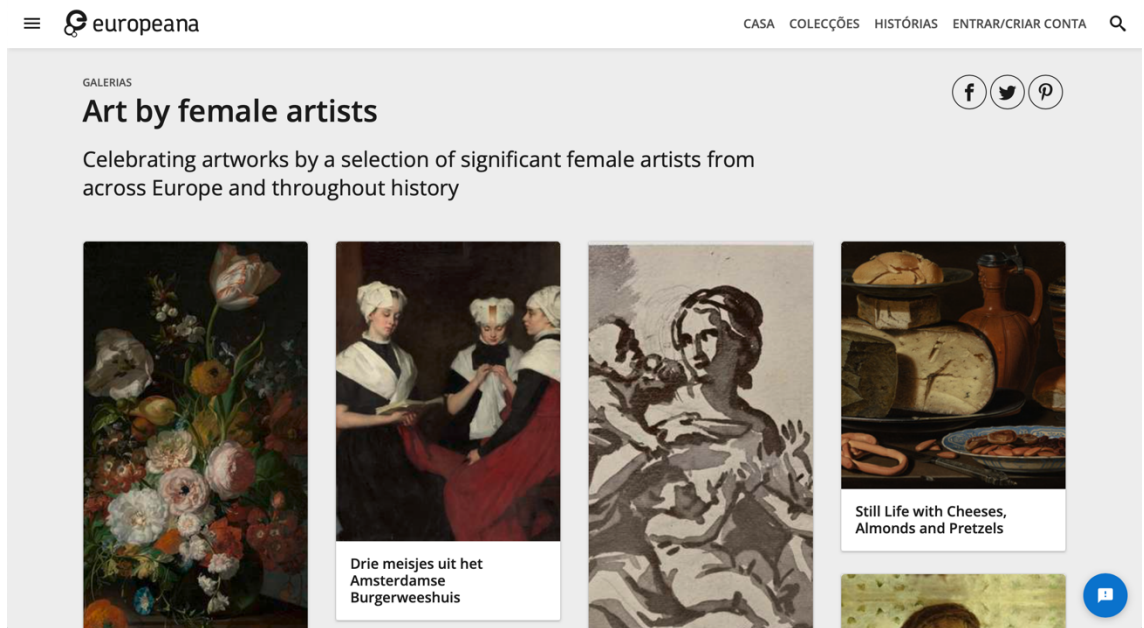 europeana
CASA COLECÇÕES HISTÓRIAS ENTRAR/CRIAR CONTA
GALERIAS
Art by female artists
Celebrating artworks by a selection of significant female artists from
across Europe and throughout history
Drie meisjes uit het
Amsterdamse
Burgerweeshuis
Still Life with Cheeses,
Almonds and Pretzels